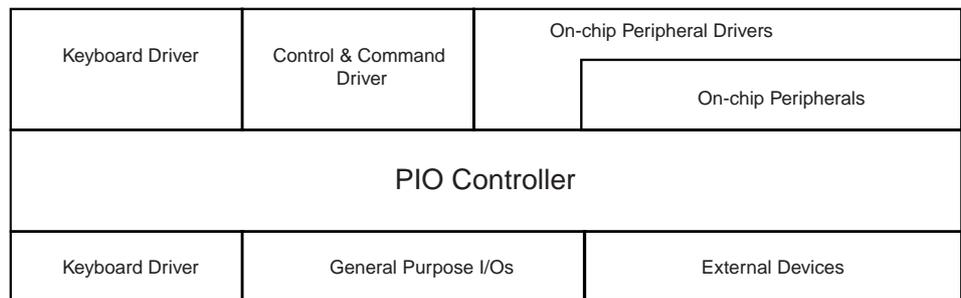 Keyboard Driver
Control & Command
Driver
On-chip Peripheral Drivers
On-chip Peripherals
PIO Controller
Keyboard Driver
General Purpose I/Os
External Devices